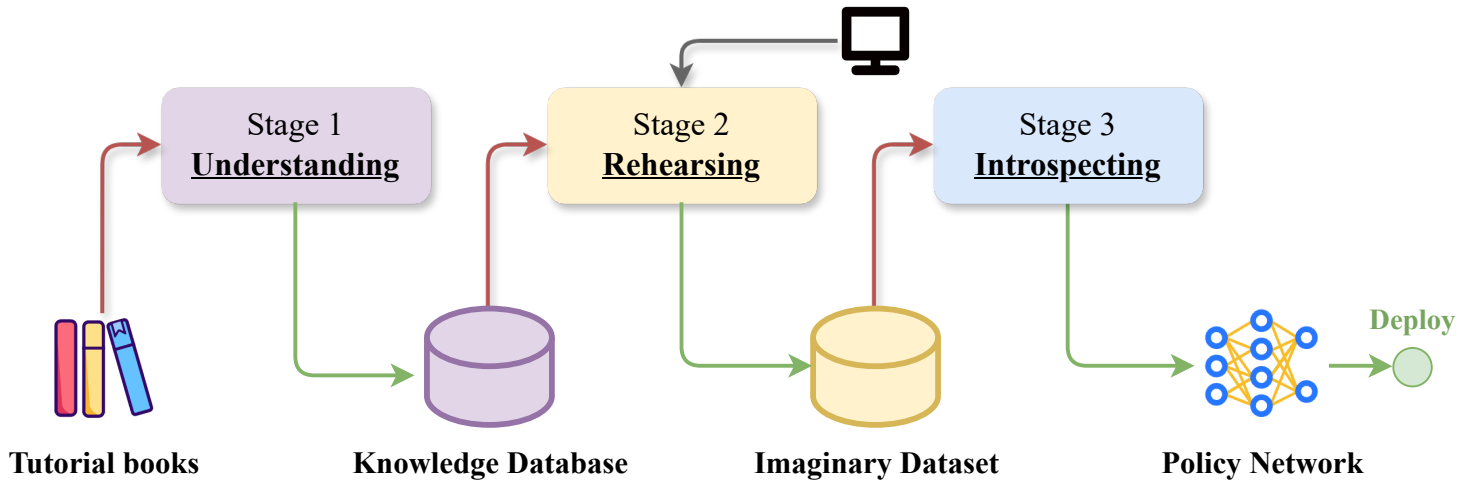 Stage 1
Understanding
Stage 2
Rehearsing
Stage 3
Introspecting
Deploy
Tutorial books
Knowledge Database
Imaginary Dataset
Policy Network